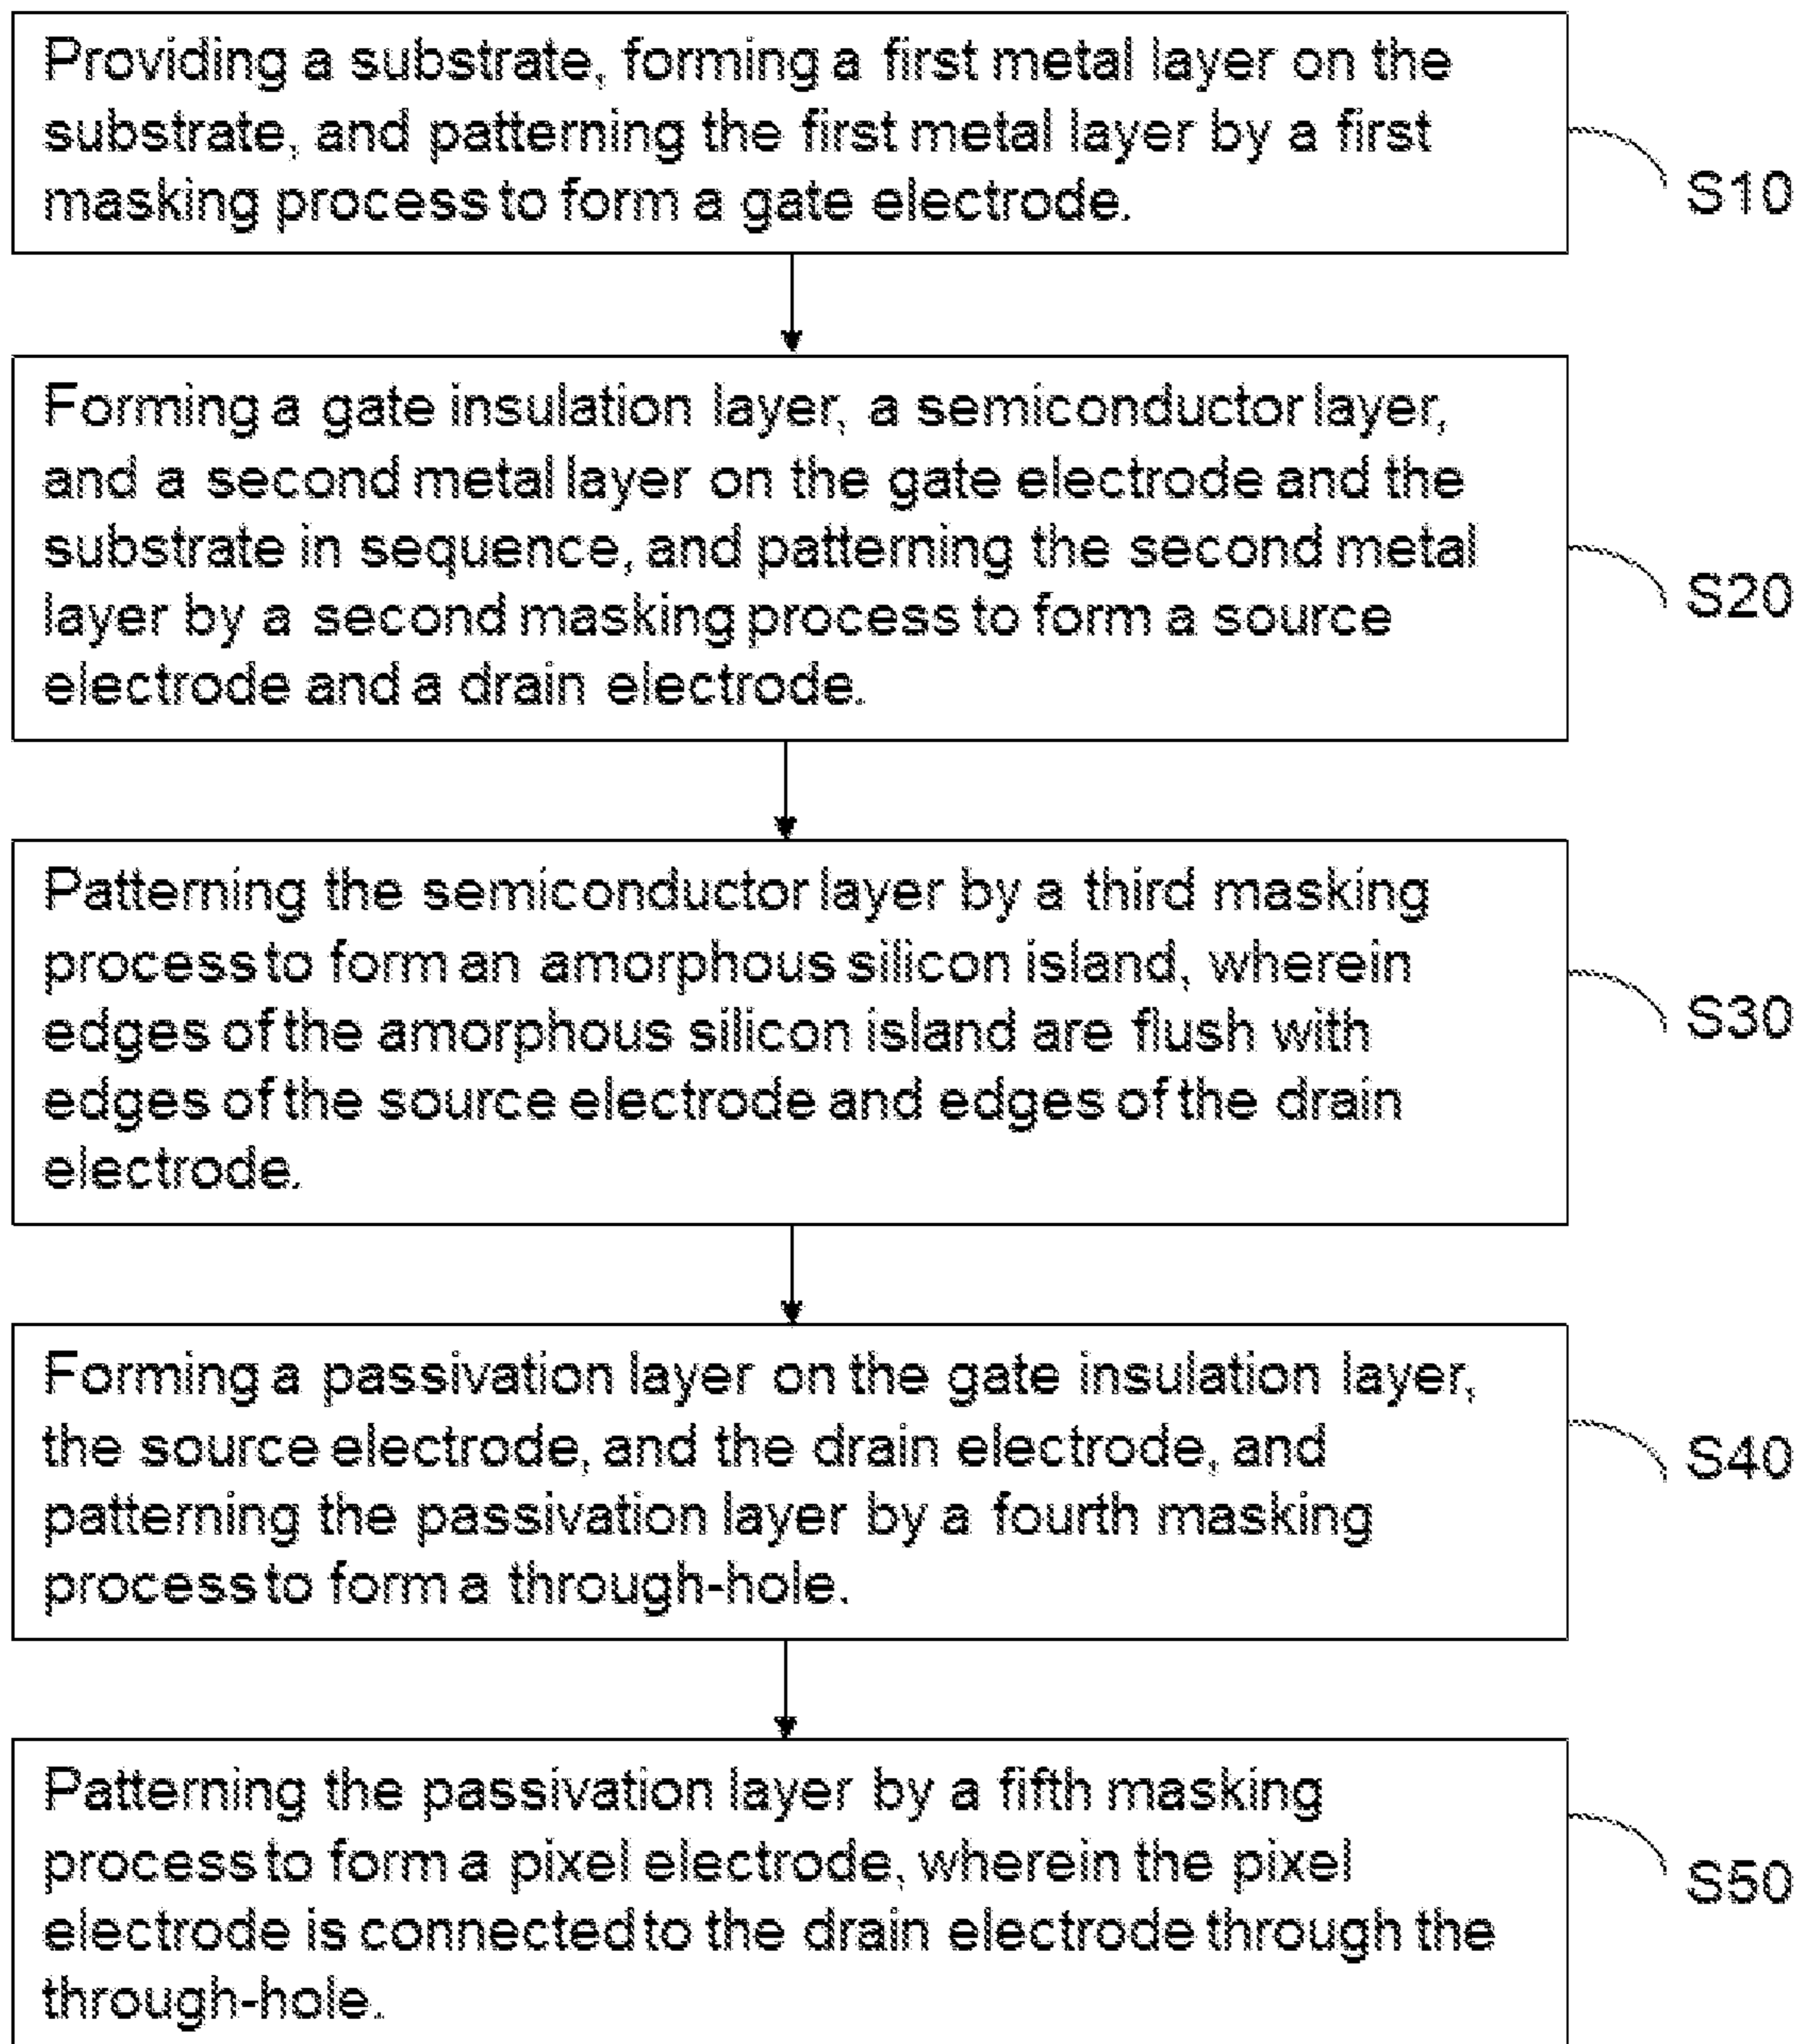 Providing a substrate, forming a first metal layer on the
substrate, and patterning the first metal layer by a first
masking process to form a gate electrode.
S10
Forming a gate insulation layer, a semiconductor layer,
and a second metal layer on the gate electrode and the
substrate in sequence, and patterning the second metal
layer by a second masking process to form a source
electrode and a drain electrode.
S20
Patterning the semiconductor layer by a third masking
process to form an amorphous silicon island, wherein
edges of the amorphous silicon island are flush with
edges of the source electrode and edges of the drain
electrode.
S30
Forming a passivation layer on the gate insulation layer,
the source electrode, and the drain electrode, and
patterning the passivation layer by a fourth masking
process to form a through-hole.
S40
Patterning the passivation layer by a fifth masking
process to form a pixel electrode, wherein the pixel
electrode is connected to the drain electrode through the
through-hole.
S50